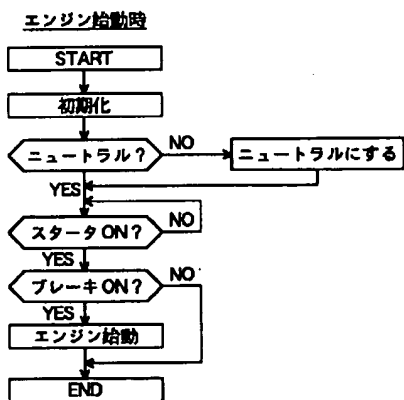 エンジン始動時
START
初期化
ニュートラル?
NO
ニュートラルにする
YES
スタータON?
NO
YES
ブレーキON?
NO
YES
エンジン始動
END